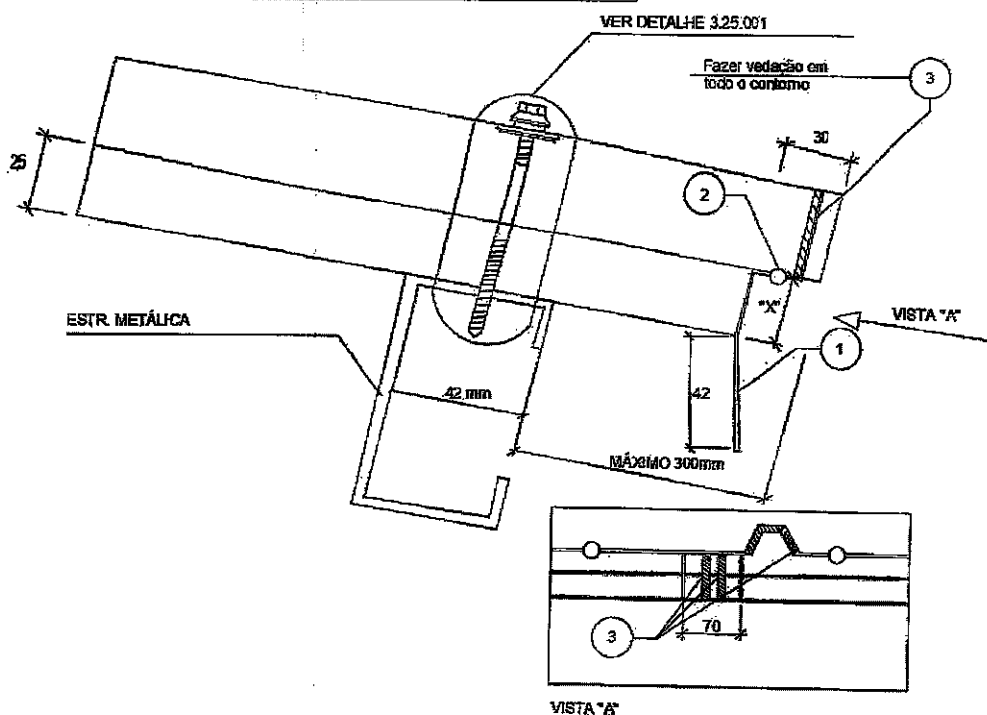 VER DETALHE 3.25.001
Fazer vedação em
todo o contorno
3
30
25
2
"X"
VISTA "A"
ESTR. METÁLICA
1
42 mm
42
MÁXIMO 300mm
3
70
VISTA "A"